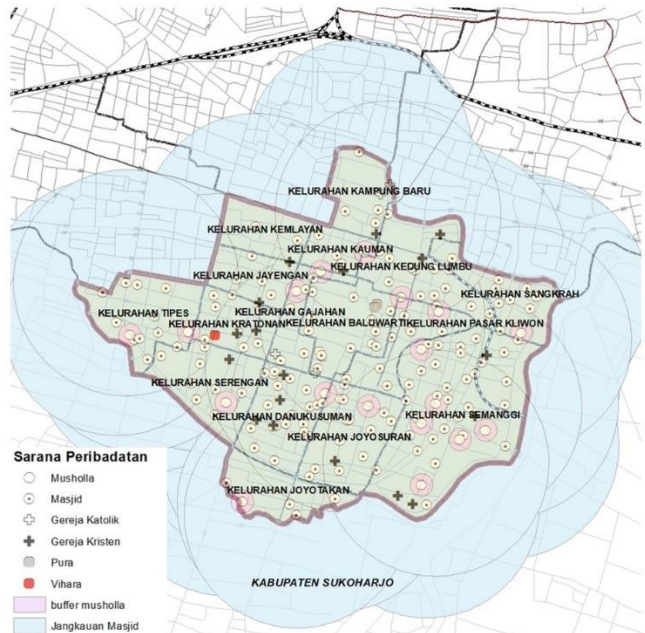 KELURAHAN KAMPUNG BARU
KELURAHAN KEMLAYAN
KELURAHAN KAUMAN
KELURAHAN KEDUNG LUMBU
KELURAHAN JAYENGAN
KELURAHAN SANGKRAH
KELURAHAN TIPES
KELURAHAN GAJAHAN
KELURAHAN KRATONAN
KELURAHAN BALUWARTI
KELURAHAN PASAR KLIWON
KELURAHAN SERENGAN
KELURAHAN DANUKUSUMAN
KELURAHAN SEMANGGI
KELURAHAN JOYOSURAN
KELURAHAN JOYOTAKAN
KABUPATEN SUKOHARJO
Sarana Peribadatan
Musholla
Masjid
Gereja Katolik
Gereja Kristen
Pura
Vihara
buffer musholla
Jangkauan Masjid